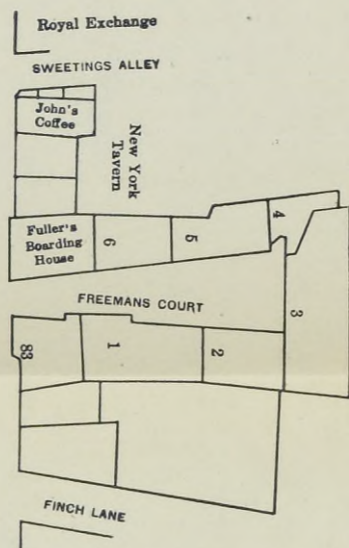 Royal Exchange
SWEETINGS ALLEY
John's
Coffee
New York
Tavern
Fuller's
Boarding
House
6
5
4
FREEMANS COURT
3
83
1
2
FINCH LANE